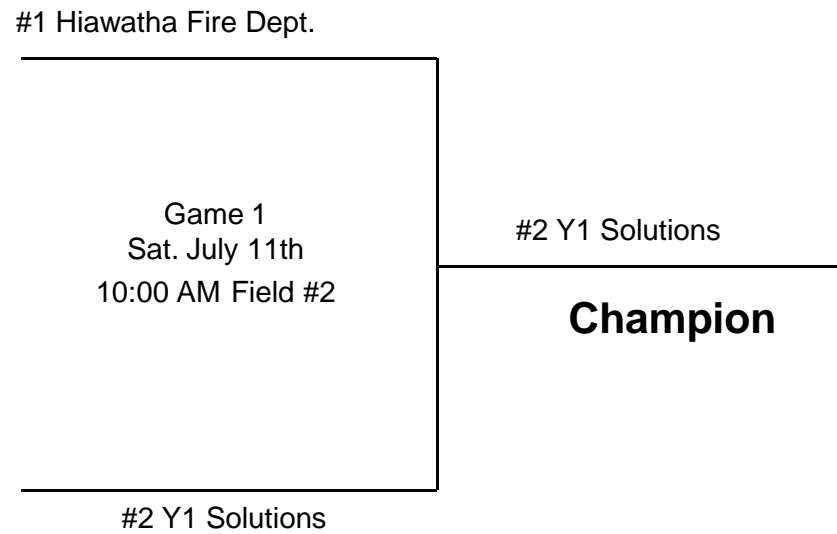 #1 Hiawatha Fire Dept.
Game 1
Sat. July 11th
10:00 AM Field #2
#2 Y1 Solutions
Champion
#2 Y1 Solutions